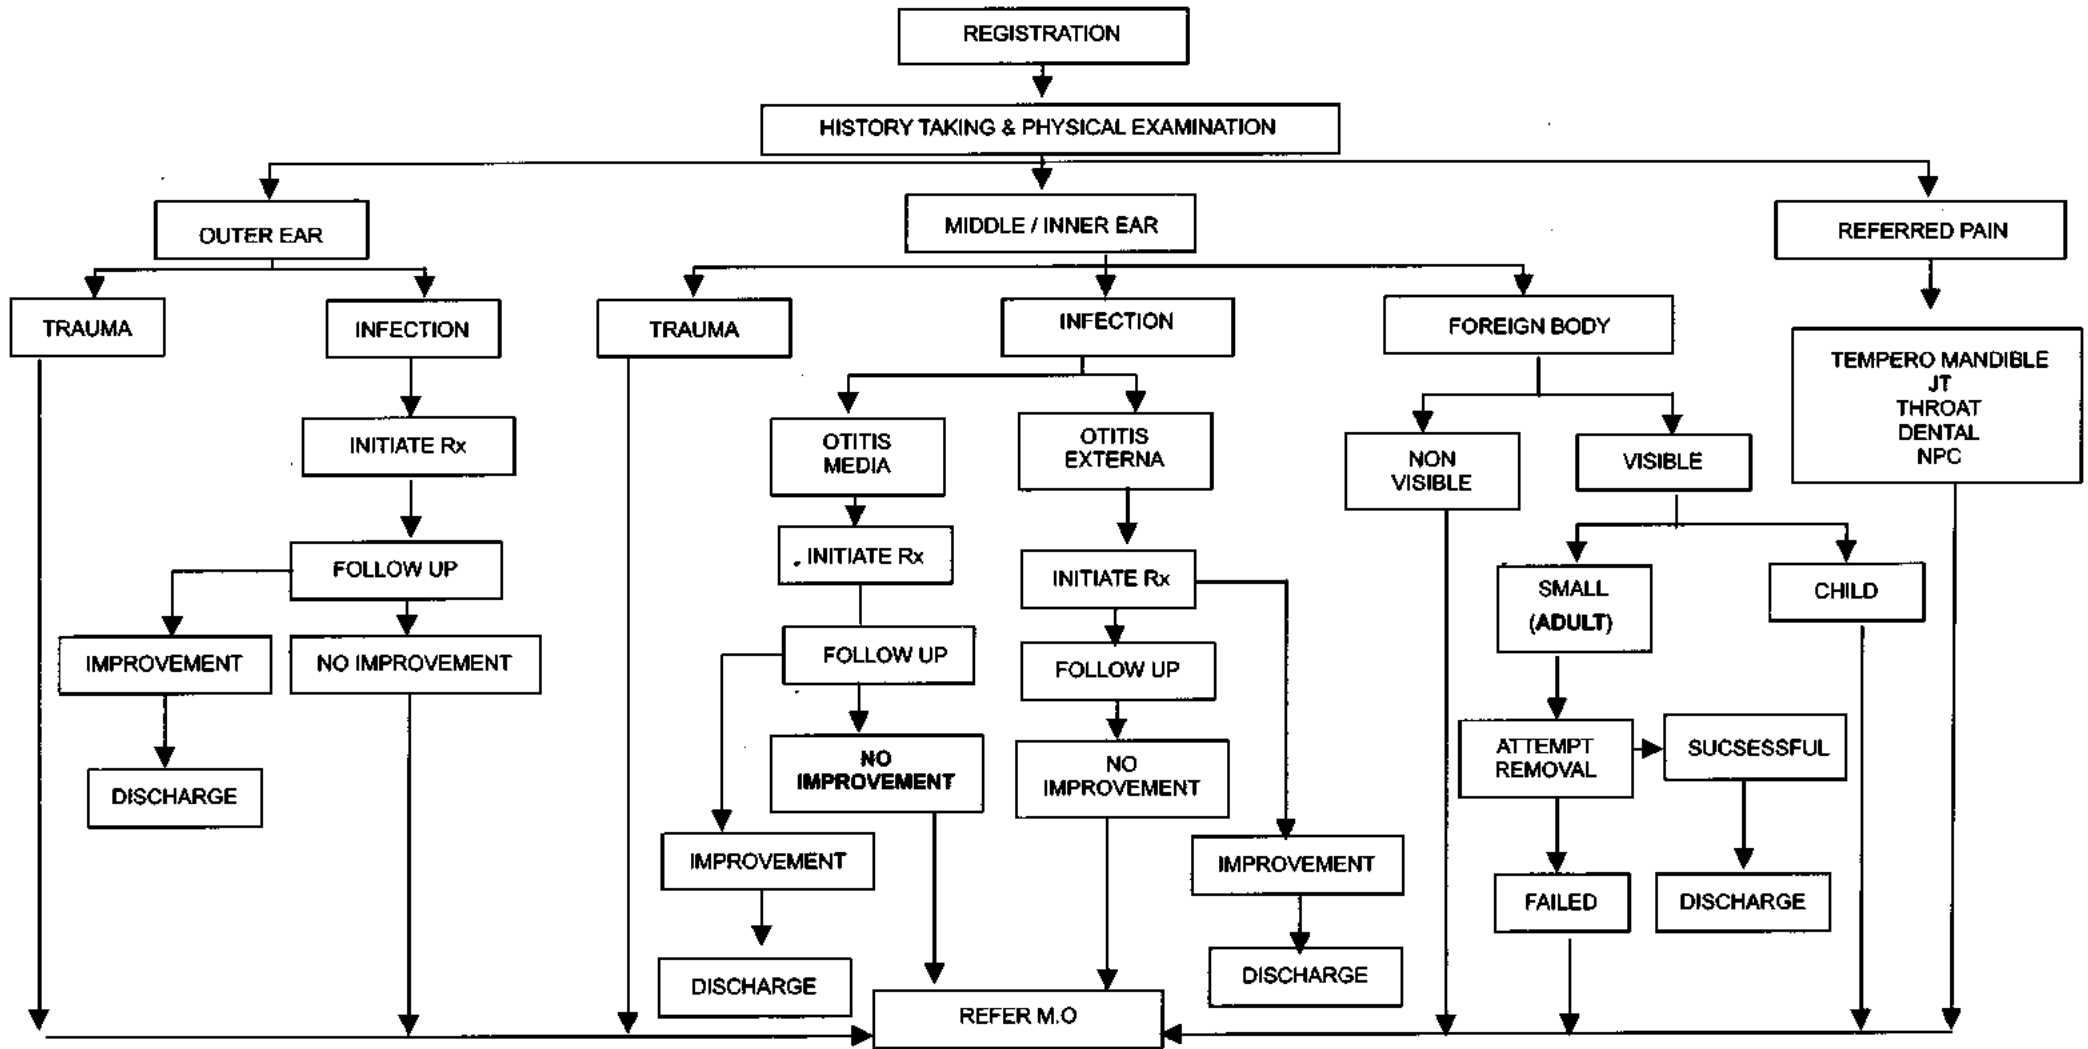 REGISTRATION
HISTORY TAKING & PHYSICAL EXAMINATION
OUTER EAR
MIDDLE / INNER EAR
REFERRED PAIN
TRAUMA
INFECTION
TRAUMA
INFECTION
FOREIGN BODY
TEMPERO MANDIBLE
JT
THROAT
DENTAL
NPC
INITIATE Rx
OTITIS
MEDIA
OTITIS
EXTERNA
NON
VISIBLE
VISIBLE
FOLLOW UP
INITIATE Rx
INITIATE Rx
SMALL
(ADULT)
CHILD
IMPROVEMENT
NO IMPROVEMENT
FOLLOW UP
FOLLOW UP
DISCHARGE
NO
IMPROVEMENT
NO
IMPROVEMENT
ATTEMPT
REMOVAL
SUCSESSFUL
IMPROVEMENT
IMPROVEMENT
FAILED
DISCHARGE
DISCHARGE
DISCHARGE
REFER M.O